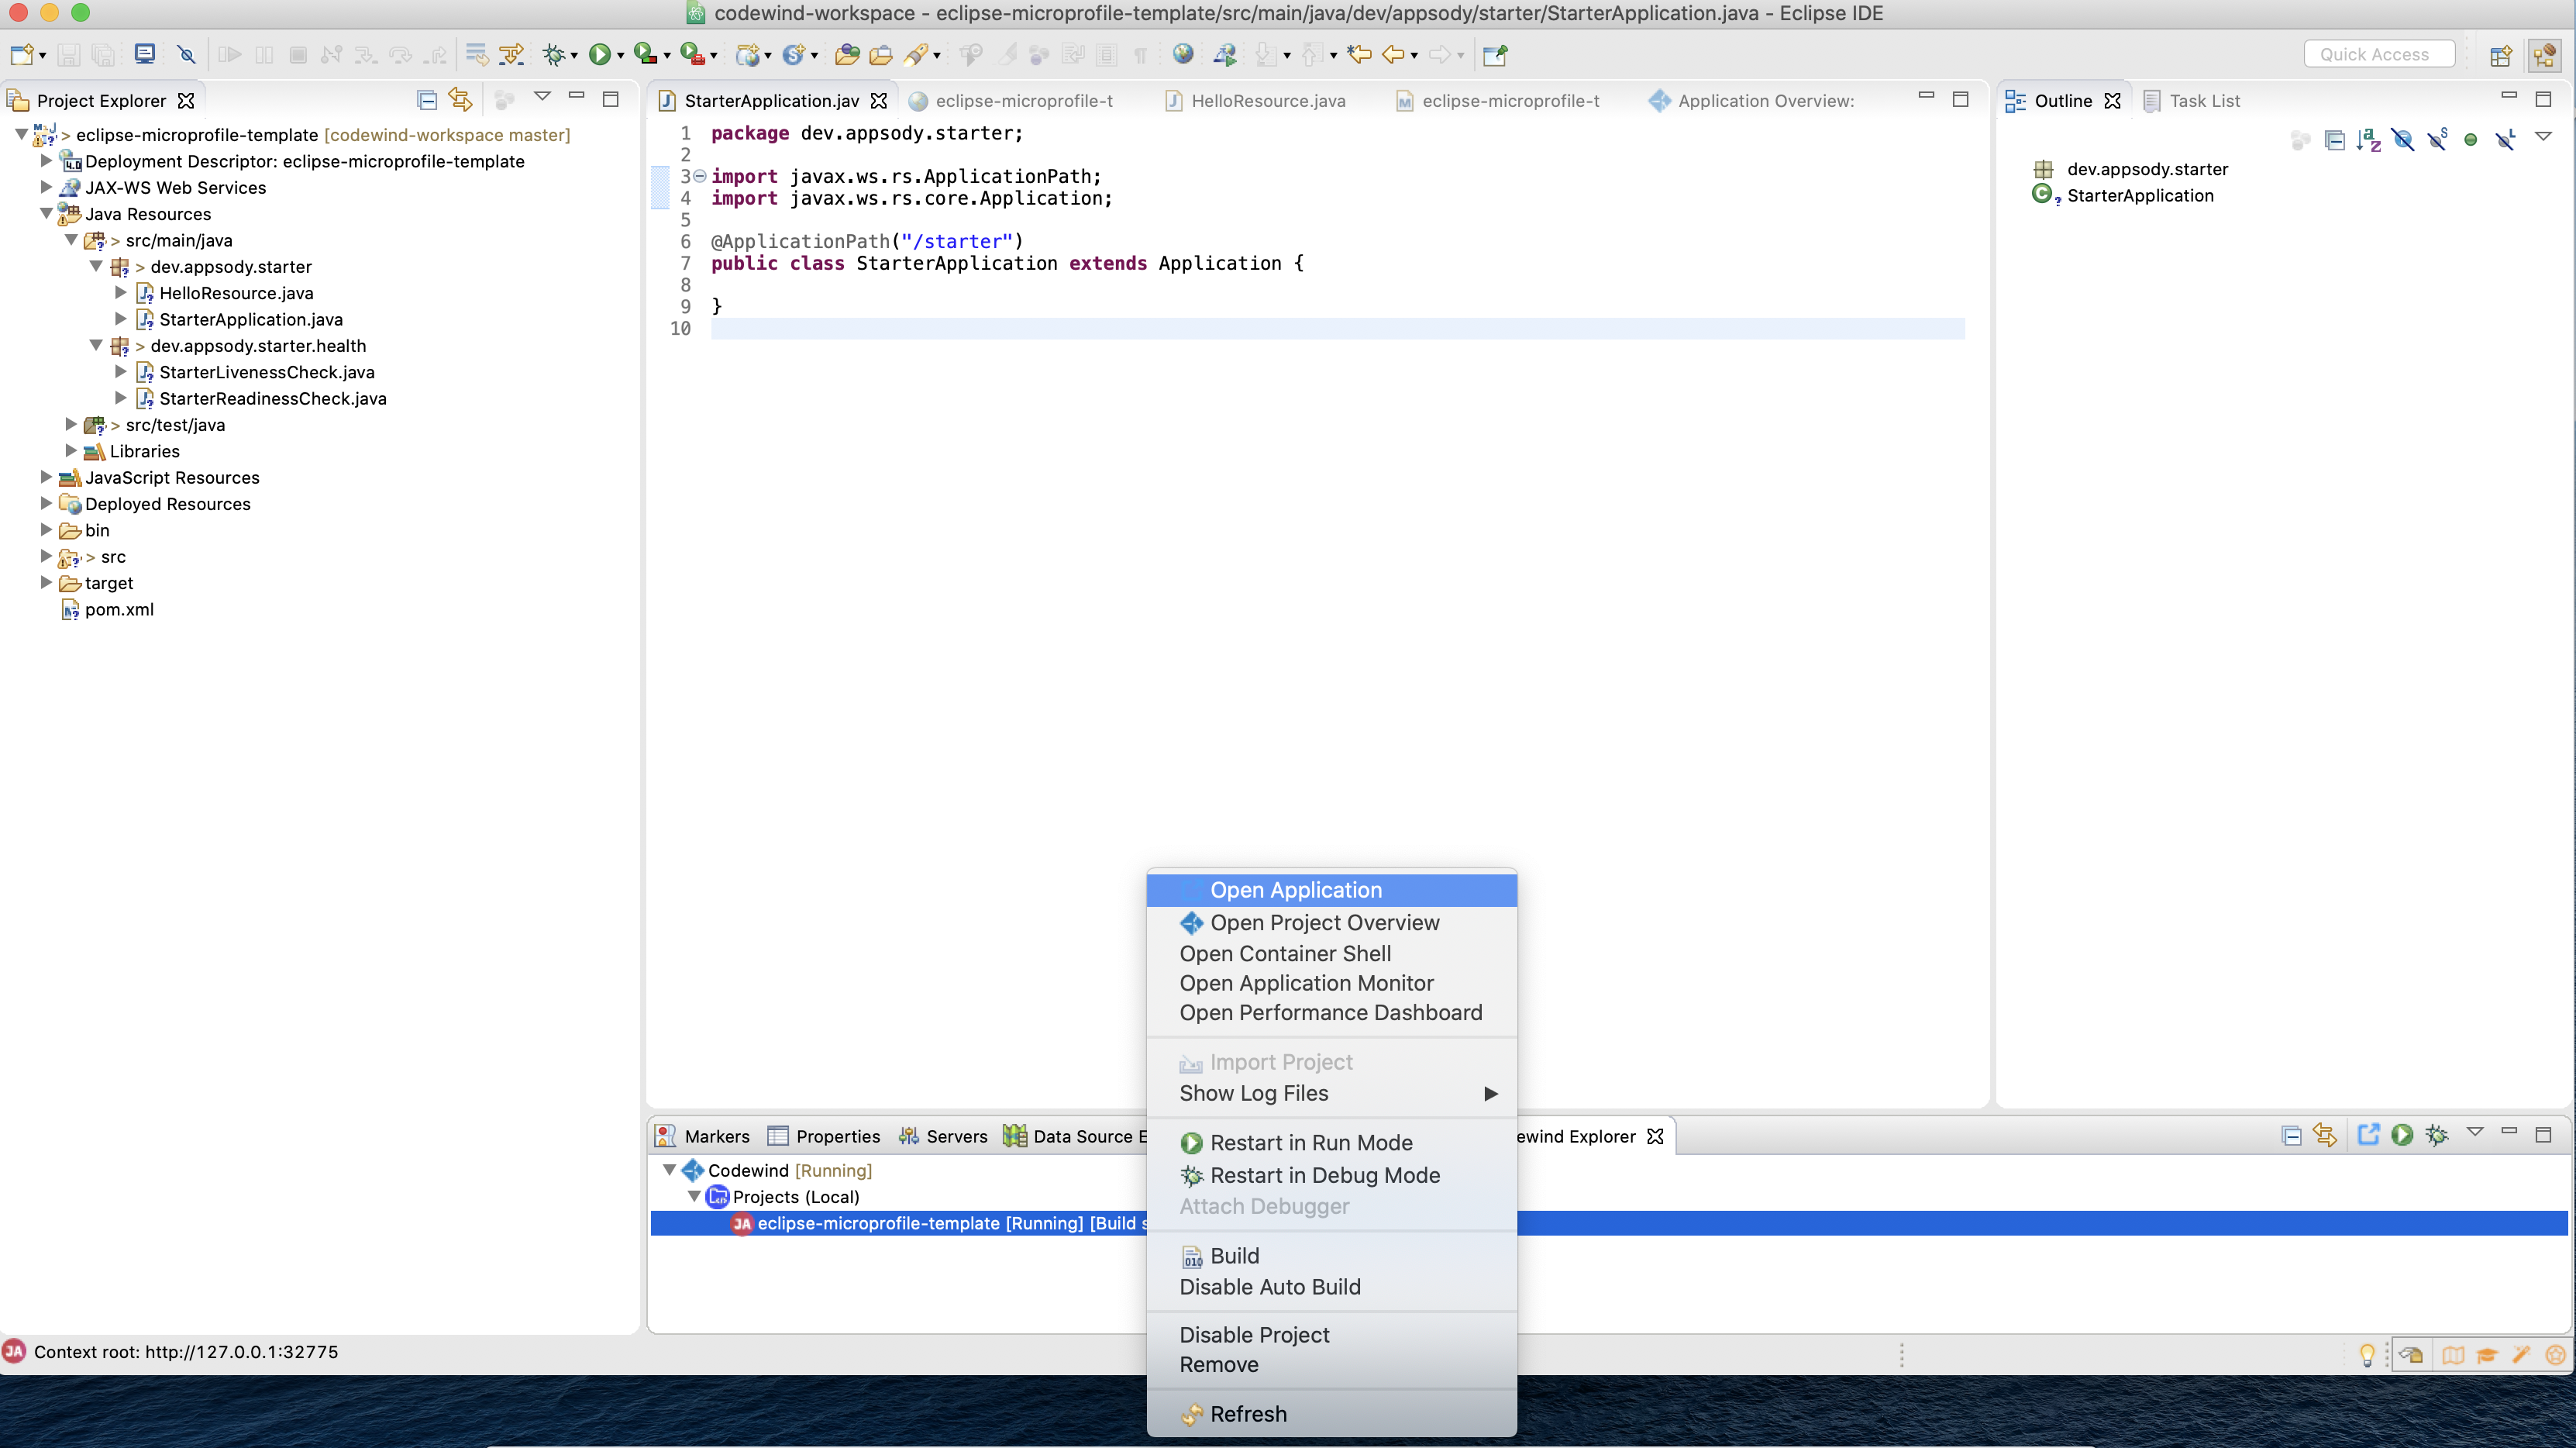 codewind-workspace - eclipse-microprofile-template/src/main/java/dev/appsody/starter/StarterApplication.java - Eclipse IDE
Quick Access
Project Explorer
> eclipse-microprofile-template [codewind-workspace master]
Deployment Descriptor: eclipse-microprofile-template
JAX-WS Web Services
Java Resources
> src/main/java
> dev.appsody.starter
HelloResource.java
StarterApplication.java
> dev.appsody.starter.health
StarterLivenessCheck.java
StarterReadinessCheck.java
> src/test/java
Libraries
JavaScript Resources
Deployed Resources
bin
> src
target
pom.xml
StarterApplication.jav eclipse-microprofile-t HelloResource.java eclipse-microprofile-t Application Overview:
1 package dev.appsody.starter;
2
3 import javax.ws.rs.ApplicationPath;
4 import javax.ws.rs.core.Application;
5
6 @ApplicationPath("/starter")
7 public class StarterApplication extends Application {
8
9 }
10
Outline Task List
dev.appsody.starter
StarterApplication
Open Application
Open Project Overview
Open Container Shell
Open Application Monitor
Open Performance Dashboard
Import Project
Show Log Files
Restart in Run Mode
Restart in Debug Mode
Attach Debugger
Build
Disable Auto Build
Disable Project
Remove
Refresh
Markers Properties Servers Data Source E ewind Explorer
Codewind [Running]
Projects (Local)
JA eclipse-microprofile-template [Running] [Build s
JA Context root: http://127.0.0.1:32775